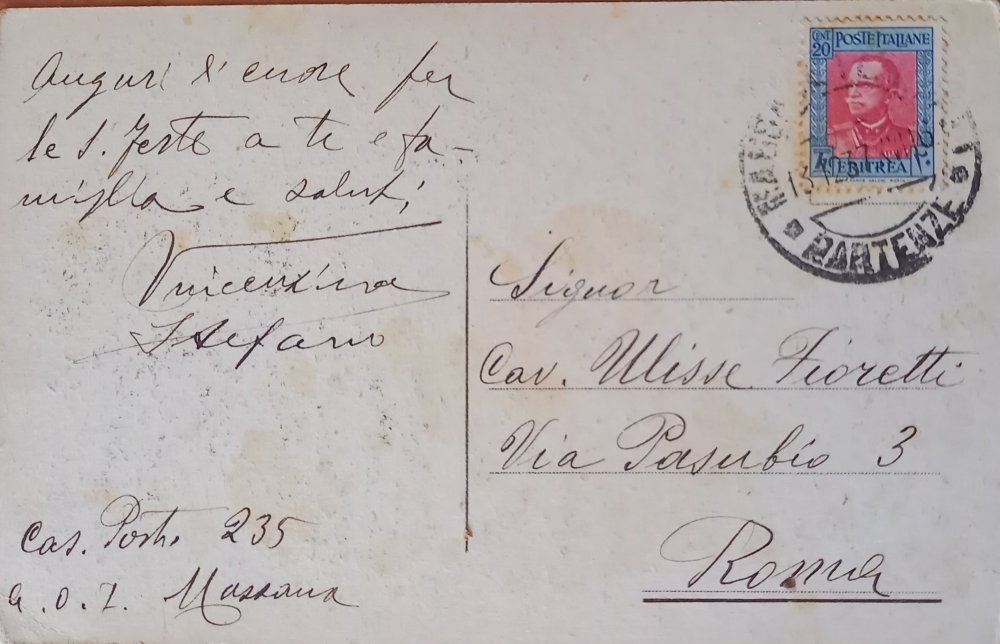 Auguri di cuore per
le S. feste a te e fa-
miglia e saluti,
Vincenzina
Stefano
Cas. Post. 235
A.O.I. Massaua
CENT. 20 POSTE ITALIANE
ERITREA
PARTENZE
Signor
Cav. Ulisse Fioretti
Via Pasubio 3
Roma